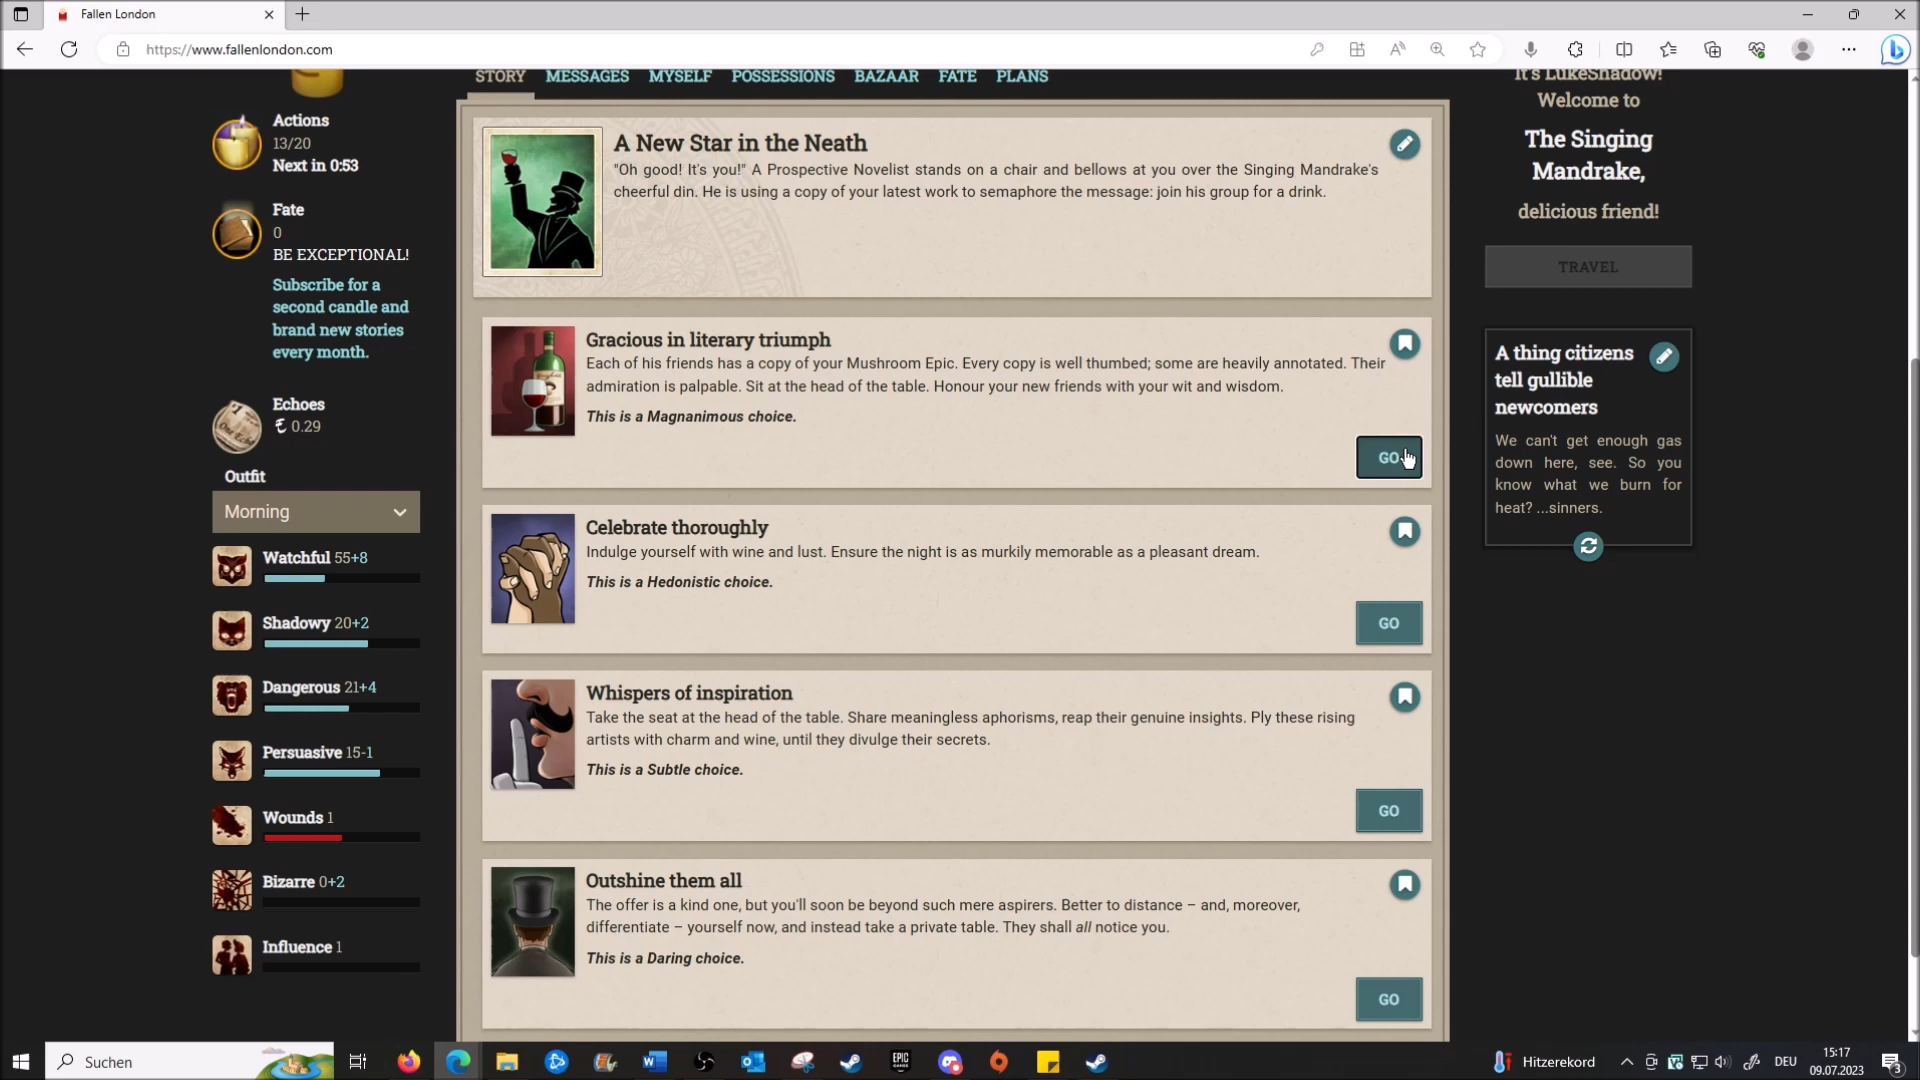 Fallen London
https://www.fallenlondon.com
STORY MESSAGES MYSELF POSSESSIONS BAZAAR FATE PLANS
Actions
13/20
Next in 0:53
Fate
0
BE EXCEPTIONAL!
Subscribe for a
second candle and
brand new stories
every month.
Echoes
0.29
Outfit
Morning
Watchful 55+8
Shadowy 20+2
Dangerous 21+4
Persuasive 15-1
Wounds 1
Bizarre 0+2
Influence 1
A New Star in the Neath
"Oh good! It's you!" A Prospective Novelist stands on a chair and bellows at you over the Singing Mandrake's
cheerful din. He is using a copy of your latest work to semaphore the message: join his group for a drink.
Gracious in literary triumph
Each of his friends has a copy of your Mushroom Epic. Every copy is well thumbed; some are heavily annotated. Their
admiration is palpable. Sit at the head of the table. Honour your new friends with your wit and wisdom.
This is a Magnanimous choice.
GO
Celebrate thoroughly
Indulge yourself with wine and lust. Ensure the night is as murkily memorable as a pleasant dream.
This is a Hedonistic choice.
GO
Whispers of inspiration
Take the seat at the head of the table. Share meaningless aphorisms, reap their genuine insights. Ply these rising
artists with charm and wine, until they divulge their secrets.
This is a Subtle choice.
GO
Outshine them all
The offer is a kind one, but you'll soon be beyond such mere aspirers. Better to distance – and, moreover,
differentiate – yourself now, and instead take a private table. They shall all notice you.
This is a Daring choice.
GO
It's LukeShadow!
Welcome to
The Singing
Mandrake,
delicious friend!
TRAVEL
A thing citizens
tell gullible
newcomers
We can't get enough gas
down here, see. So you
know what we burn for
heat? ...sinners.
Suchen
EPIC
GAMES
Hitzerekord
DEU
15:17
09.07.2023
3